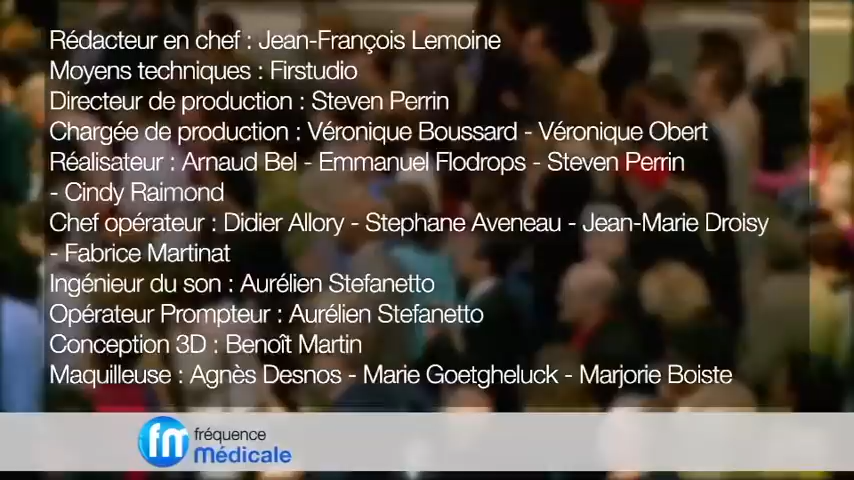 Rédacteur en chef : Jean-François Lemoine
Moyens techniques : Firstudio
Directeur de production : Steven Perrin
Chargée de production : Véronique Boussard - Véronique Obert
Réalisateur : Arnaud Bel - Emmanuel Flodrops - Steven Perrin
- Cindy Raimond
Chef opérateur : Didier Allory - Stephane Aveneau - Jean-Marie Droisy
- Fabrice Martinat
Ingénieur du son : Aurélien Stefanetto
Opérateur Prompteur : Aurélien Stefanetto
Conception 3D : Benoît Martin
Maquilleuse : Agnès Desnos - Marie Goetgheluck - Marjorie Boiste
fm fréquence
médicale